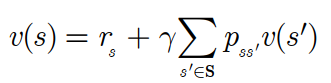 v(s) = r_s + γ∑_{s'∈S} p_{ss'} v(s')